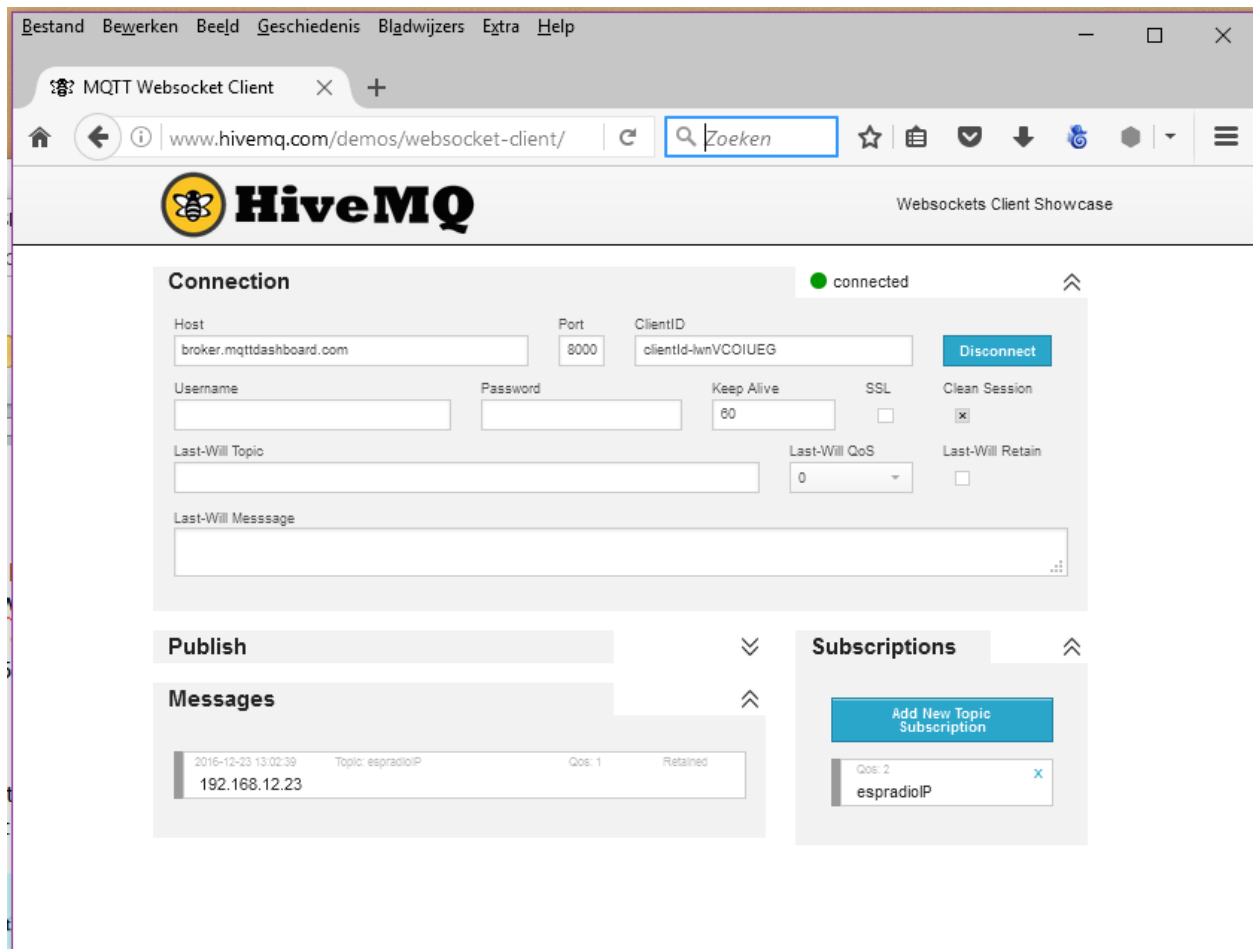 Bestand Bewerken Beeld Geschiedenis Bladwijzers Extra Help
MQTT Websocket Client
www.hivemq.com/demos/websocket-client/
Zoeken
HiveMQ
Websockets Client Showcase
Connection
connected
Host Port ClientID
broker.mqttdashboard.com 8000 clientId-lwnVCOIUEG Disconnect
Username Password Keep Alive SSL Clean Session
60
Last-Will Topic Last-Will QoS Last-Will Retain
0
Last-Will Messsage
Publish
Subscriptions
Messages
Add New Topic
Subscription
2016-12-23 13:02:39 Topic: espradioIP Qos: 1 Retained
192.168.12.23
Qos: 2 x
espradioIP